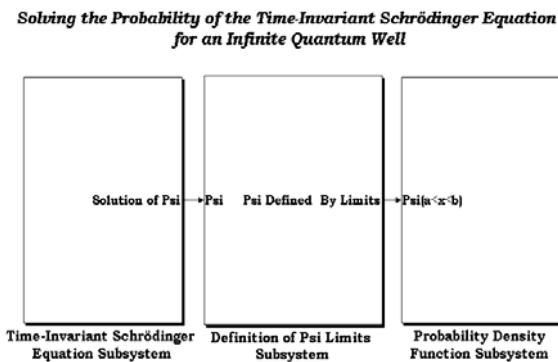 Solving the Probability of the Time-Invariant Schrödinger Equation
for an Infinite Quantum Well
Solution of Psi
Psi
Psi Defined By Limits
Psi(a<x<b)
Time-Invariant Schrödinger
Equation Subsystem
Definition of Psi Limits
Subsystem
Probability Density
Function Subsystem